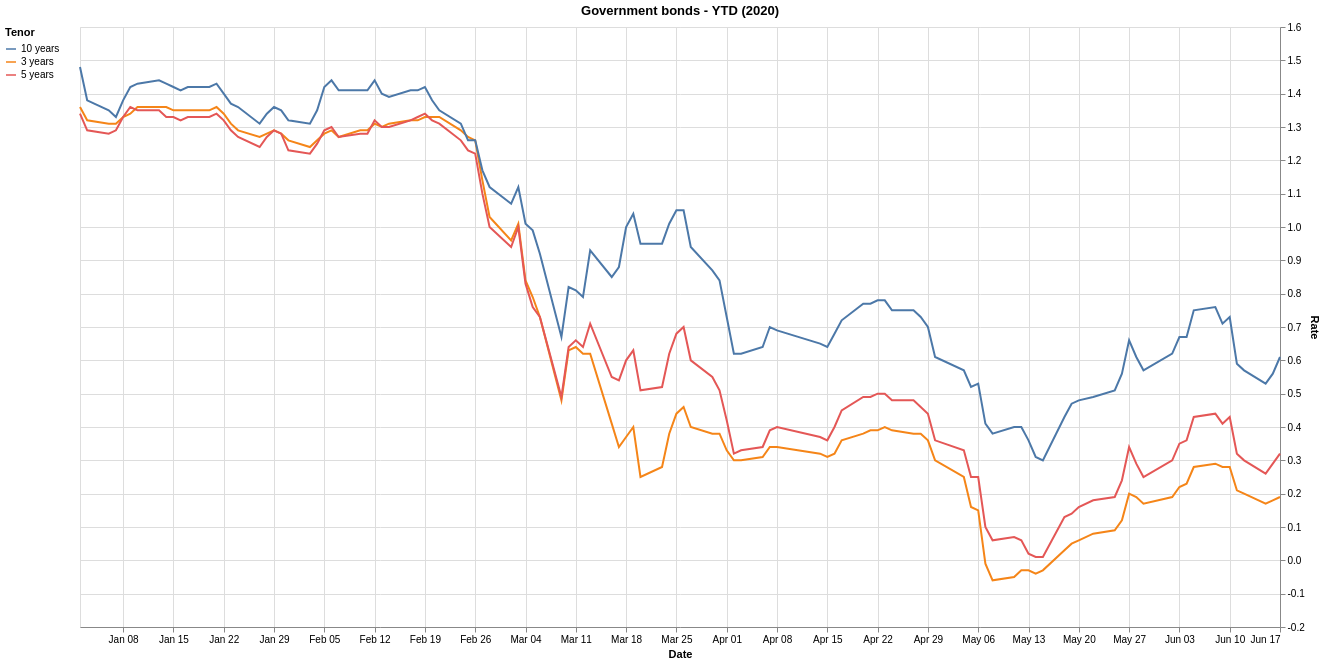 Government bonds - YTD (2020)
Tenor
10 years
3 years
5 years
1.6
1.5
1.4
1.3
1.2
1.1
1.0
0.9
0.8
0.7
0.6
0.5
0.4
0.3
0.2
0.1
0.0
-0.1
-0.2
Rate
Jan 08 Jan 15 Jan 22 Jan 29 Feb 05 Feb 12 Feb 19 Feb 26 Mar 04 Mar 11 Mar 18 Mar 25 Apr 01 Apr 08 Apr 15 Apr 22 Apr 29 May 06 May 13 May 20 May 27 Jun 03 Jun 10 Jun 17
Date